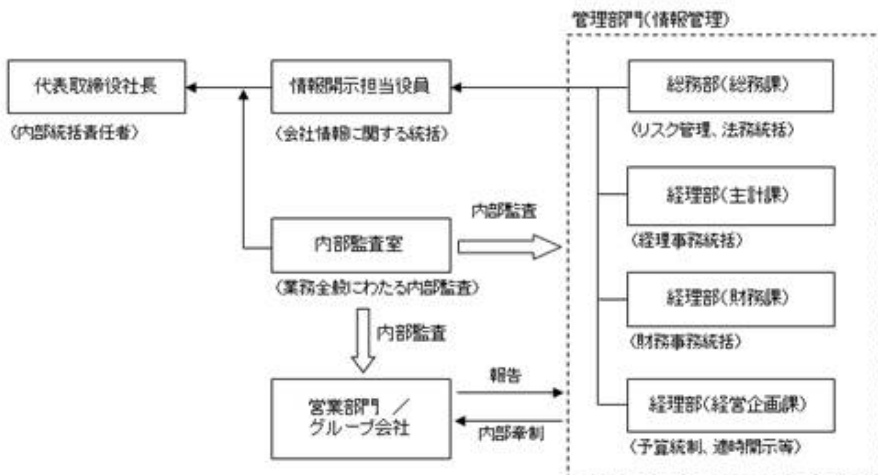 管理部門(情報管理)
代表取締役社長
(内部統括責任者)
情報開示担当役員
(会社情報に関する統括)
総務部(総務課)
(リスク管理、法務統括)
経理部(主計課)
(経理事務統括)
内部監査
内部監査室
(業務全般にわたる内部監査)
経理部(財務課)
(財務事務統括)
内部監査
報告
営業部門 /
グループ会社
内部牽制
経理部(経営企画課)
(予算統制、適時開示等)